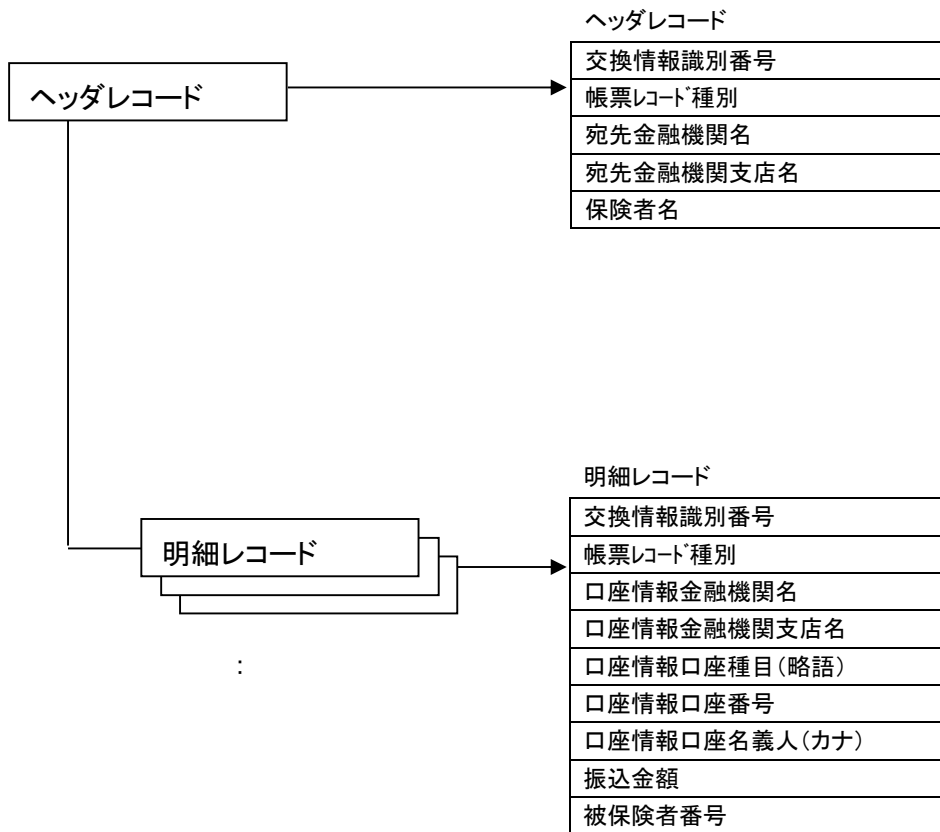 ヘッダレコード
ヘッダレコード
交換情報識別番号
帳票ﾚｺｰﾄﾞ種別
宛先金融機関名
宛先金融機関支店名
保険者名
明細レコード
明細レコード
交換情報識別番号
帳票ﾚｺｰﾄﾞ種別
口座情報金融機関名
口座情報金融機関支店名
口座情報口座種目(略語)
口座情報口座番号
口座情報口座名義人(カナ)
振込金額
被保険者番号
: